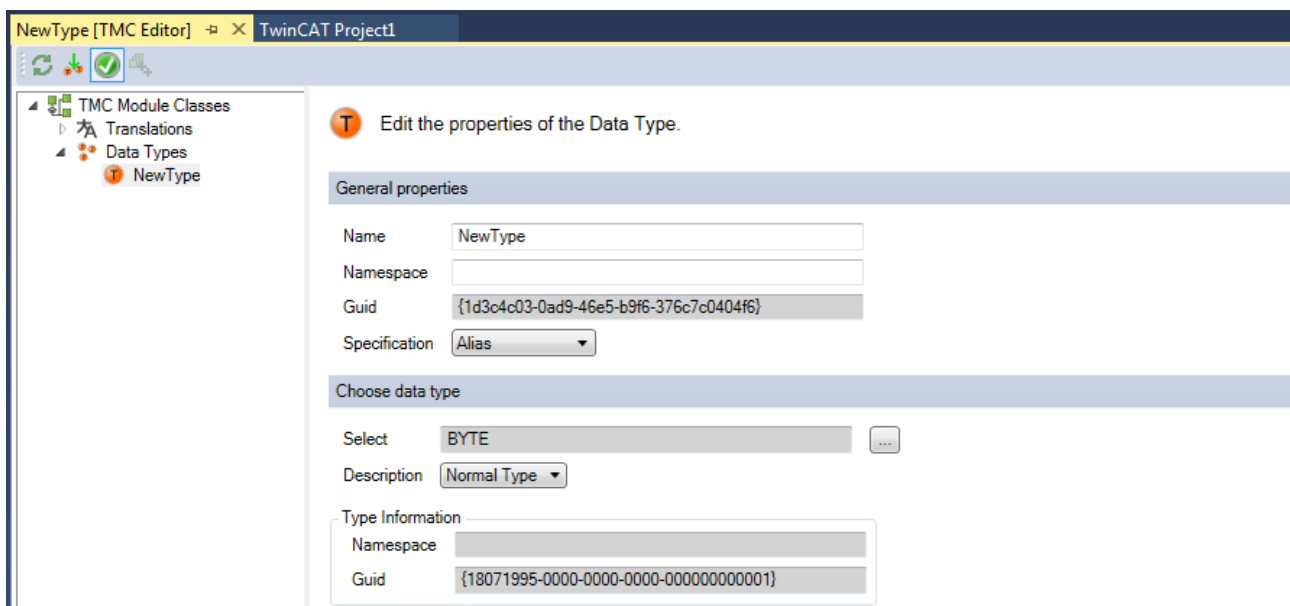 NewType [TMC Editor] TwinCAT Project1
TMC Module Classes
Translations
Data Types
T NewType
T Edit the properties of the Data Type.
General properties
Name NewType
Namespace
Guid {1d3c4c03-0ad9-46e5-b9f6-376c7c0404f6}
Specification Alias
Choose data type
Select BYTE ...
Description Normal Type
Type Information
Namespace
Guid {18071995-0000-0000-0000-000000000001}